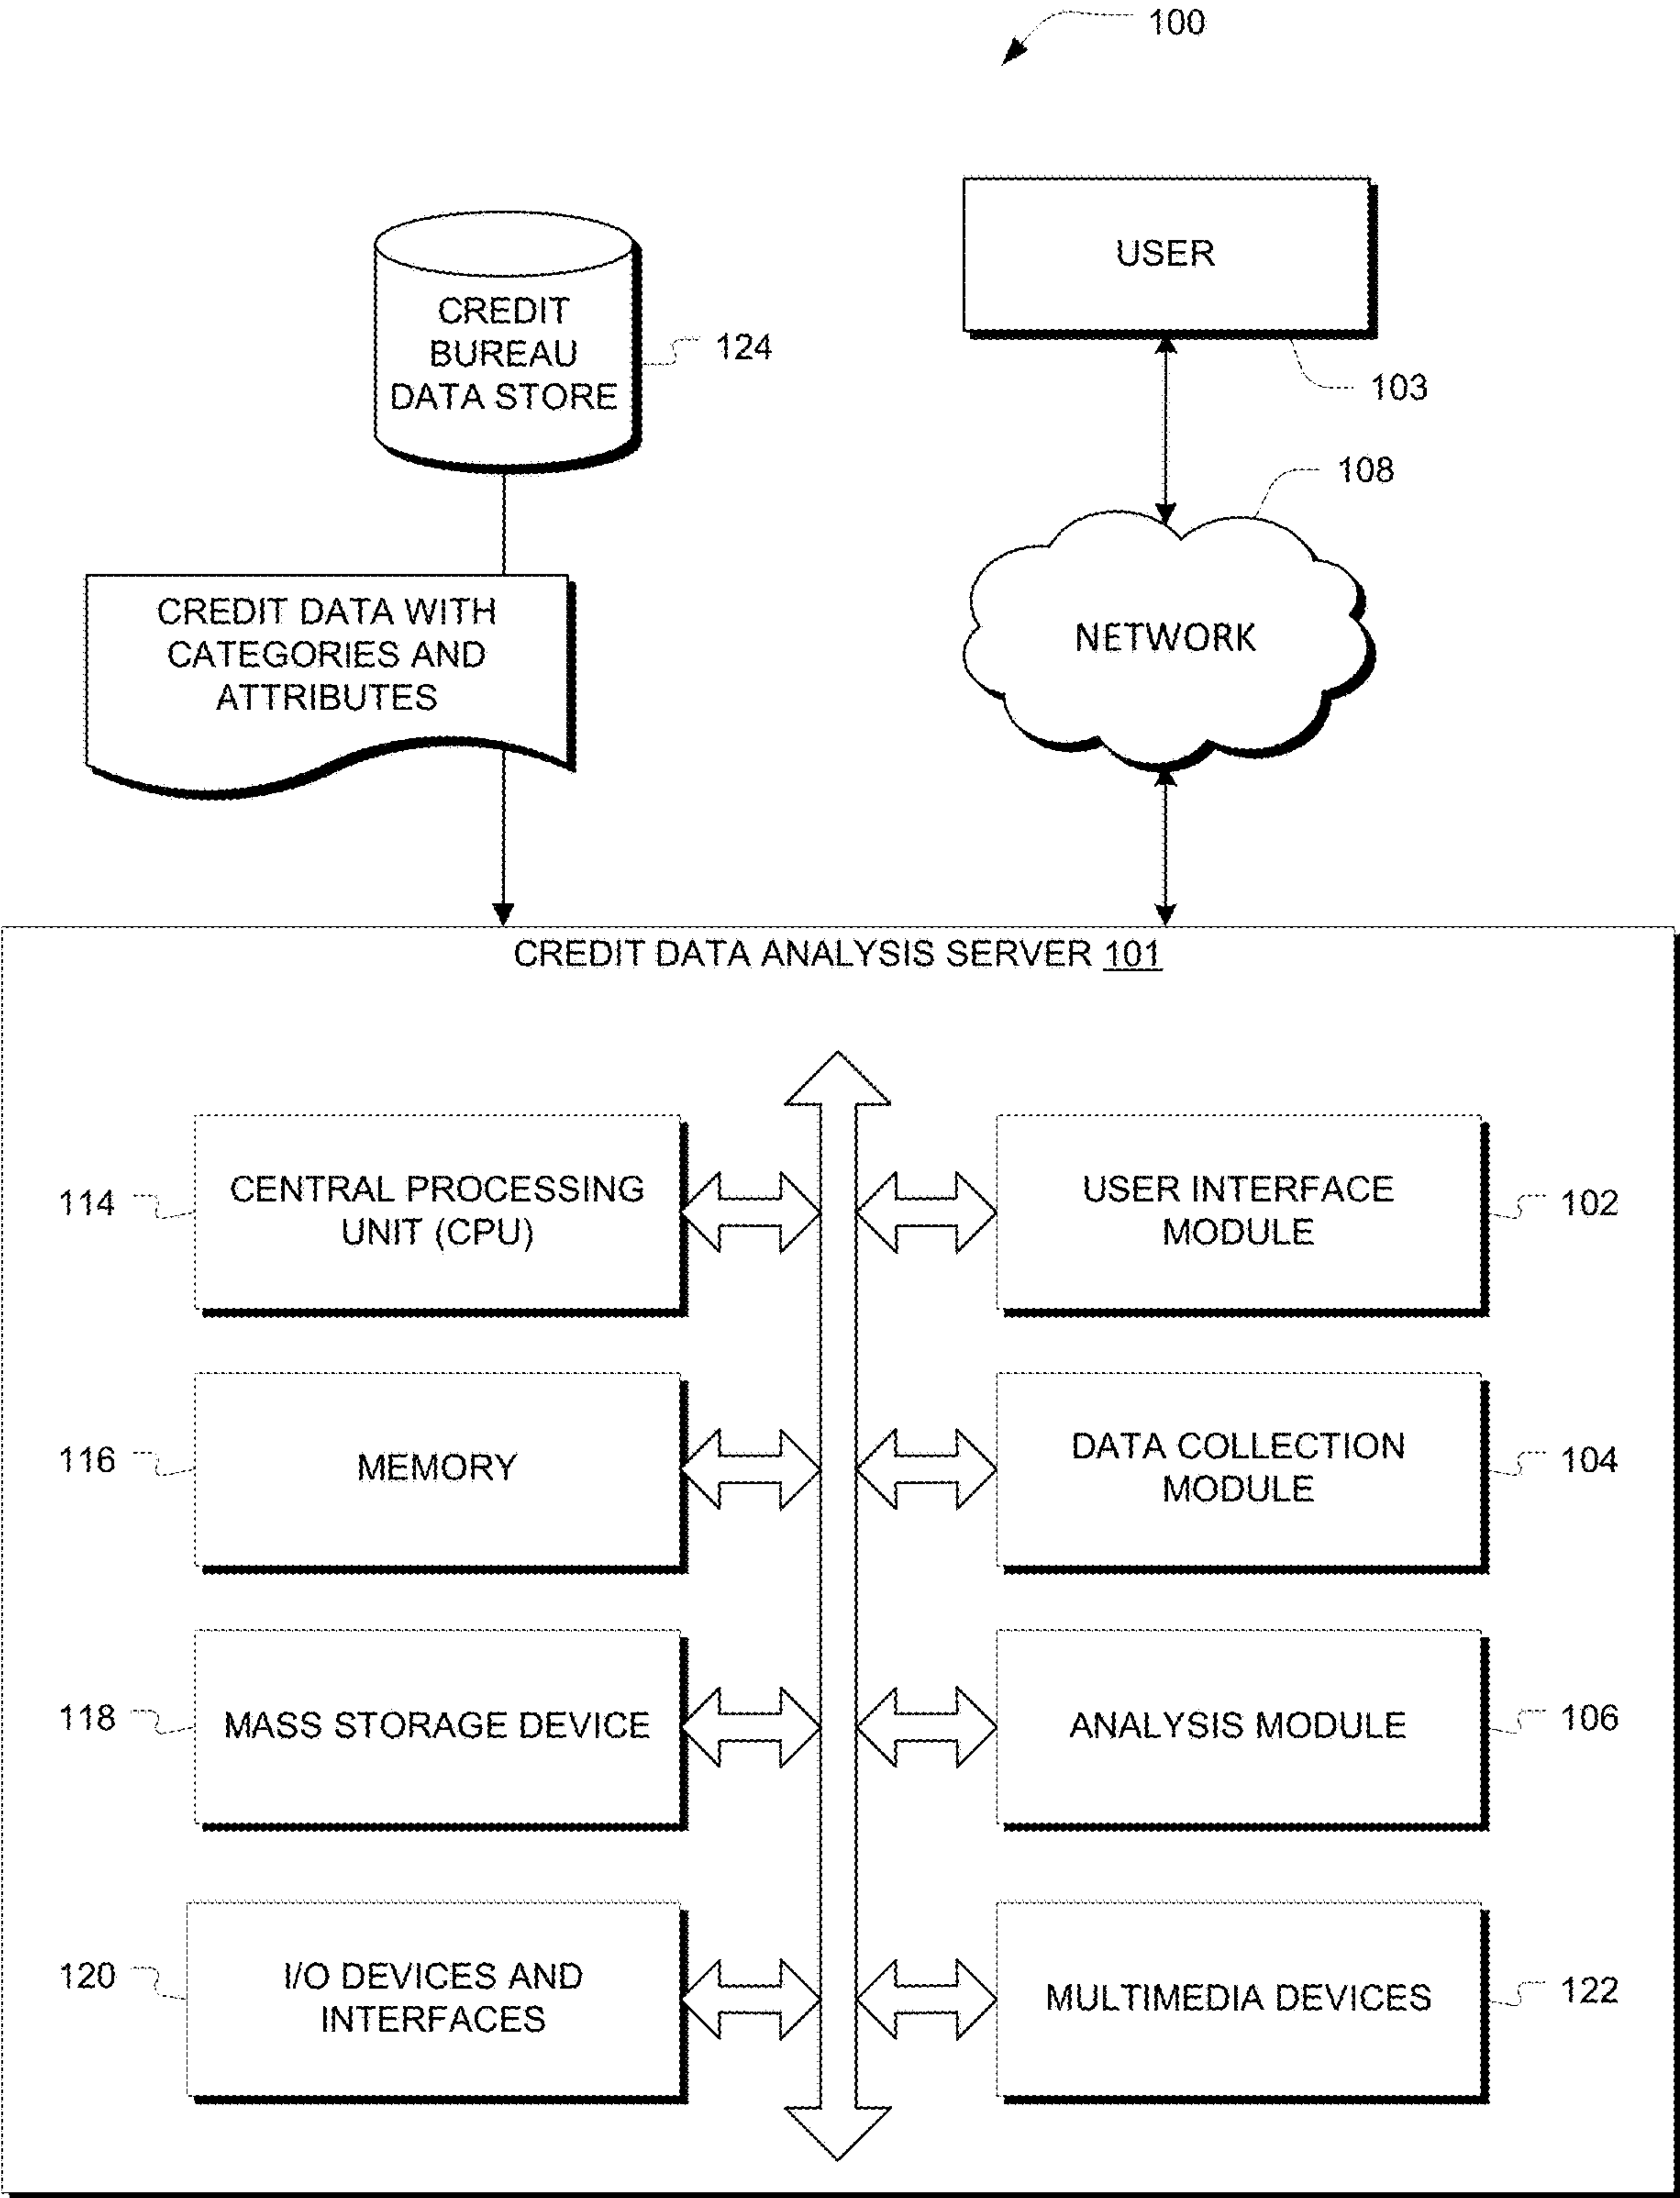 100
USER
103
CREDIT
BUREAU
DATA STORE
124
108
NETWORK
CREDIT DATA WITH
CATEGORIES AND
ATTRIBUTES
CREDIT DATA ANALYSIS SERVER 101
114
CENTRAL PROCESSING
UNIT (CPU)
USER INTERFACE
MODULE
102
116
MEMORY
DATA COLLECTION
MODULE
104
118
MASS STORAGE DEVICE
ANALYSIS MODULE
106
120
I/O DEVICES AND
INTERFACES
MULTIMEDIA DEVICES
122